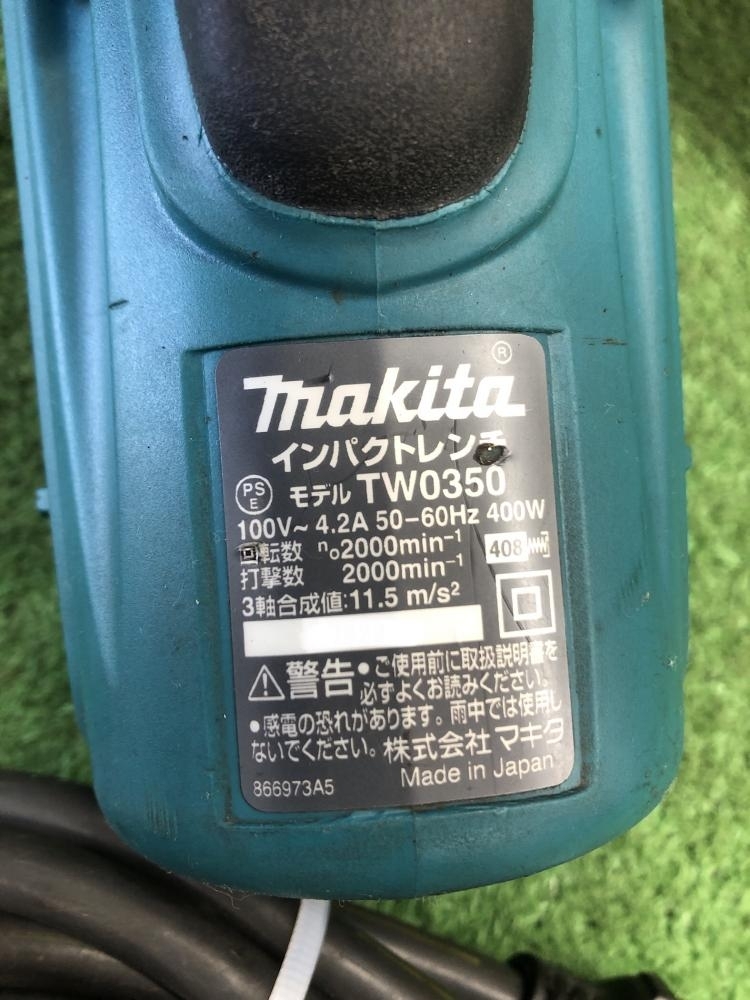 makita ®
インパクトレンチ
PS E モデル TW0350
100V~ 4.2A 50-60Hz 400W
回転数 no2000min-1 408
打撃数 2000min-1
3軸合成値:11.5 m/s2
警告 ●ご使用前に取扱説明書を
必ずよくお読みください。
●感電の恐れがあります。雨中では使用し
ないでください。株式会社 マキタ
866973A5 Made in Japan